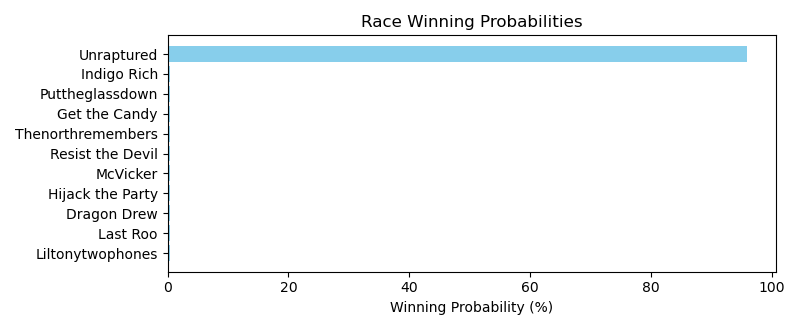 Race Winning Probabilities
Unraptured
Indigo Rich
Puttheglassdown
Get the Candy
Thenorthremembers
Resist the Devil
McVicker
Hijack the Party
Dragon Drew
Last Roo
Liltonytwophones
0 20 40 60 80 100
Winning Probability (%)